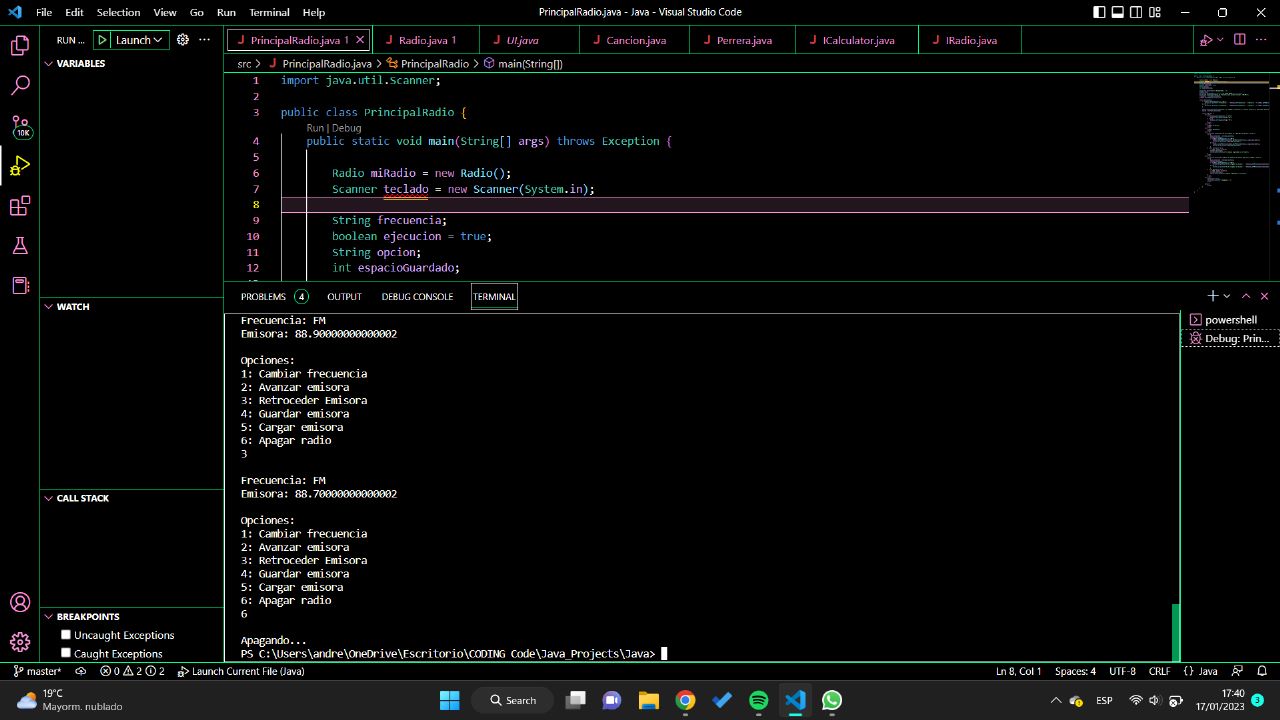 File Edit Selection View Go Run Terminal Help PrincipalRadio.java - Java - Visual Studio Code
RUN ... Launch PrincipalRadio.java 1 Radio.java 1 UI.java Cancion.java Perrera.java ICalculator.java IRadio.java
VARIABLES
src > PrincipalRadio.java > PrincipalRadio > main(String[])
1 import java.util.Scanner;
2
3 public class PrincipalRadio {
Run | Debug
4 public static void main(String[] args) throws Exception {
5
6 Radio miRadio = new Radio();
7 Scanner teclado = new Scanner(System.in);
8
9 String frecuencia;
10 boolean ejecucion = true;
11 String opcion;
12 int espacioGuardado;
10K
PROBLEMS 4 OUTPUT DEBUG CONSOLE TERMINAL
WATCH
powershell
Debug: Prin...
Frecuencia: FM
Emisora: 88.90000000000002
Opciones:
1: Cambiar frecuencia
2: Avanzar emisora
3: Retroceder Emisora
4: Guardar emisora
5: Cargar emisora
6: Apagar radio
3
Frecuencia: FM
Emisora: 88.70000000000002
CALL STACK
Opciones:
1: Cambiar frecuencia
2: Avanzar emisora
3: Retroceder Emisora
4: Guardar emisora
5: Cargar emisora
6: Apagar radio
6
BREAKPOINTS
Uncaught Exceptions
Caught Exceptions
Apagando...
PS C:\Users\andre\OneDrive\Escritorio\CODING Code\Java_Projects\Java>
master* 0 2 2 Launch Current File (Java) Ln 8, Col 1 Spaces: 4 UTF-8 CRLF {} Java
19°C
Mayorm. nublado
Search
ESP
17:40
17/01/2023
3